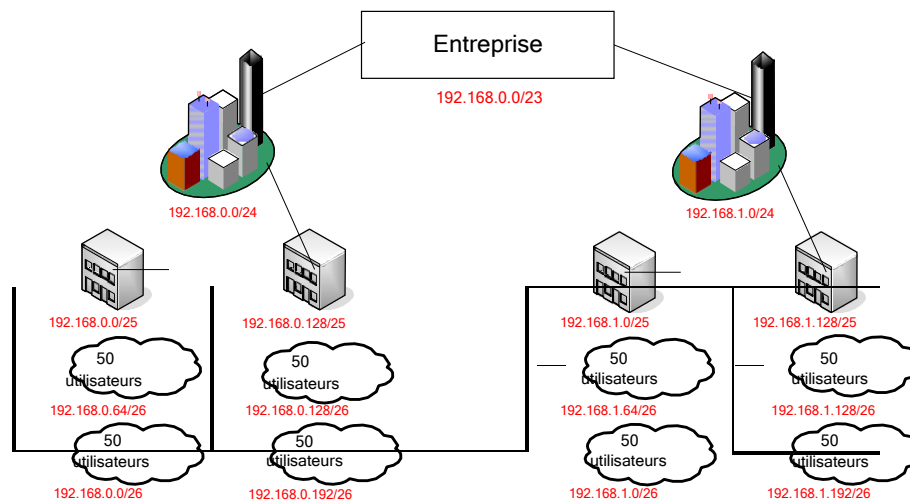 Entreprise
192.168.0.0/23
192.168.0.0/24
192.168.1.0/24
192.168.0.0/25
192.168.0.128/25
192.168.1.0/25
192.168.1.128/25
50
utilisateurs
50
utilisateurs
50
utilisateurs
50
utilisateurs
192.168.0.64/26
192.168.0.128/26
192.168.1.64/26
192.168.1.128/26
50
utilisateurs
50
utilisateurs
50
utilisateurs
50
utilisateurs
192.168.0.0/26
192.168.0.192/26
192.168.1.0/26
192.168.1.192/26